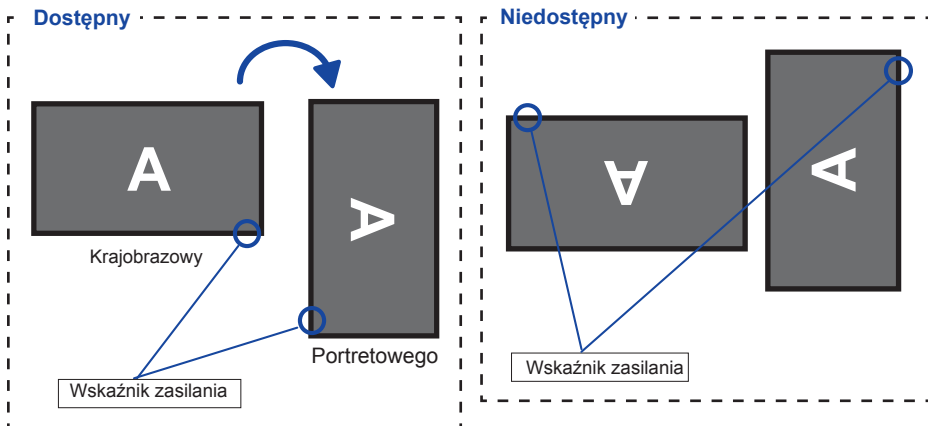 Dostępny
A
A
Krajobrazowy
Portretowego
Wskaźnik zasilania
Niedostępny
A
A
Wskaźnik zasilania